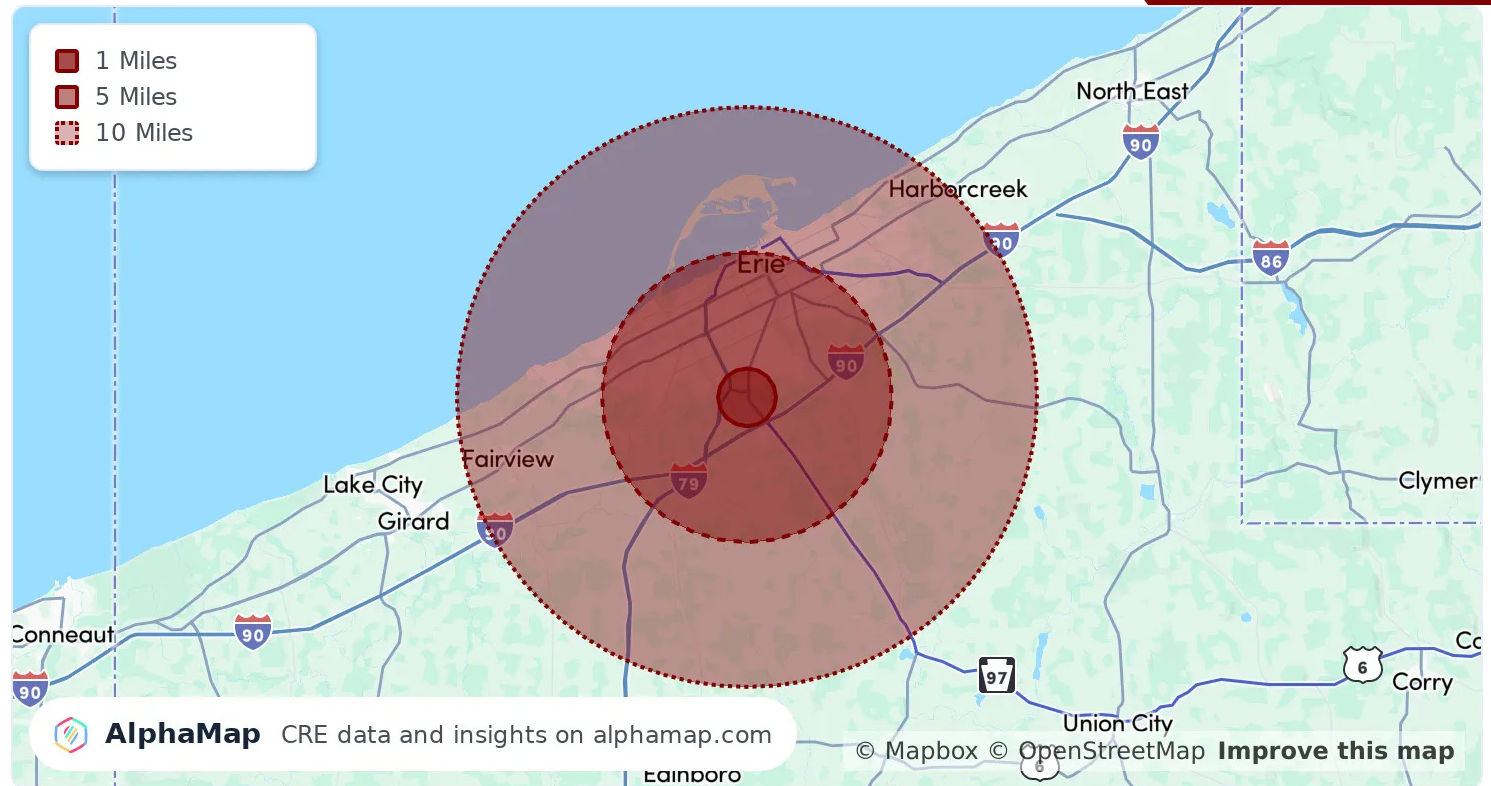 1 Miles
5 Miles
10 Miles
North East
90
Harborcreek
90
86
Erie
90
Fairview
79
Lake City
Clymer
Girard
90
Conneaut
90
90
97
6
Corry
Union City
AlphaMap CRE data and insights on alphamap.com
© Mapbox © OpenStreetMap Improve this map
6
Edinboro